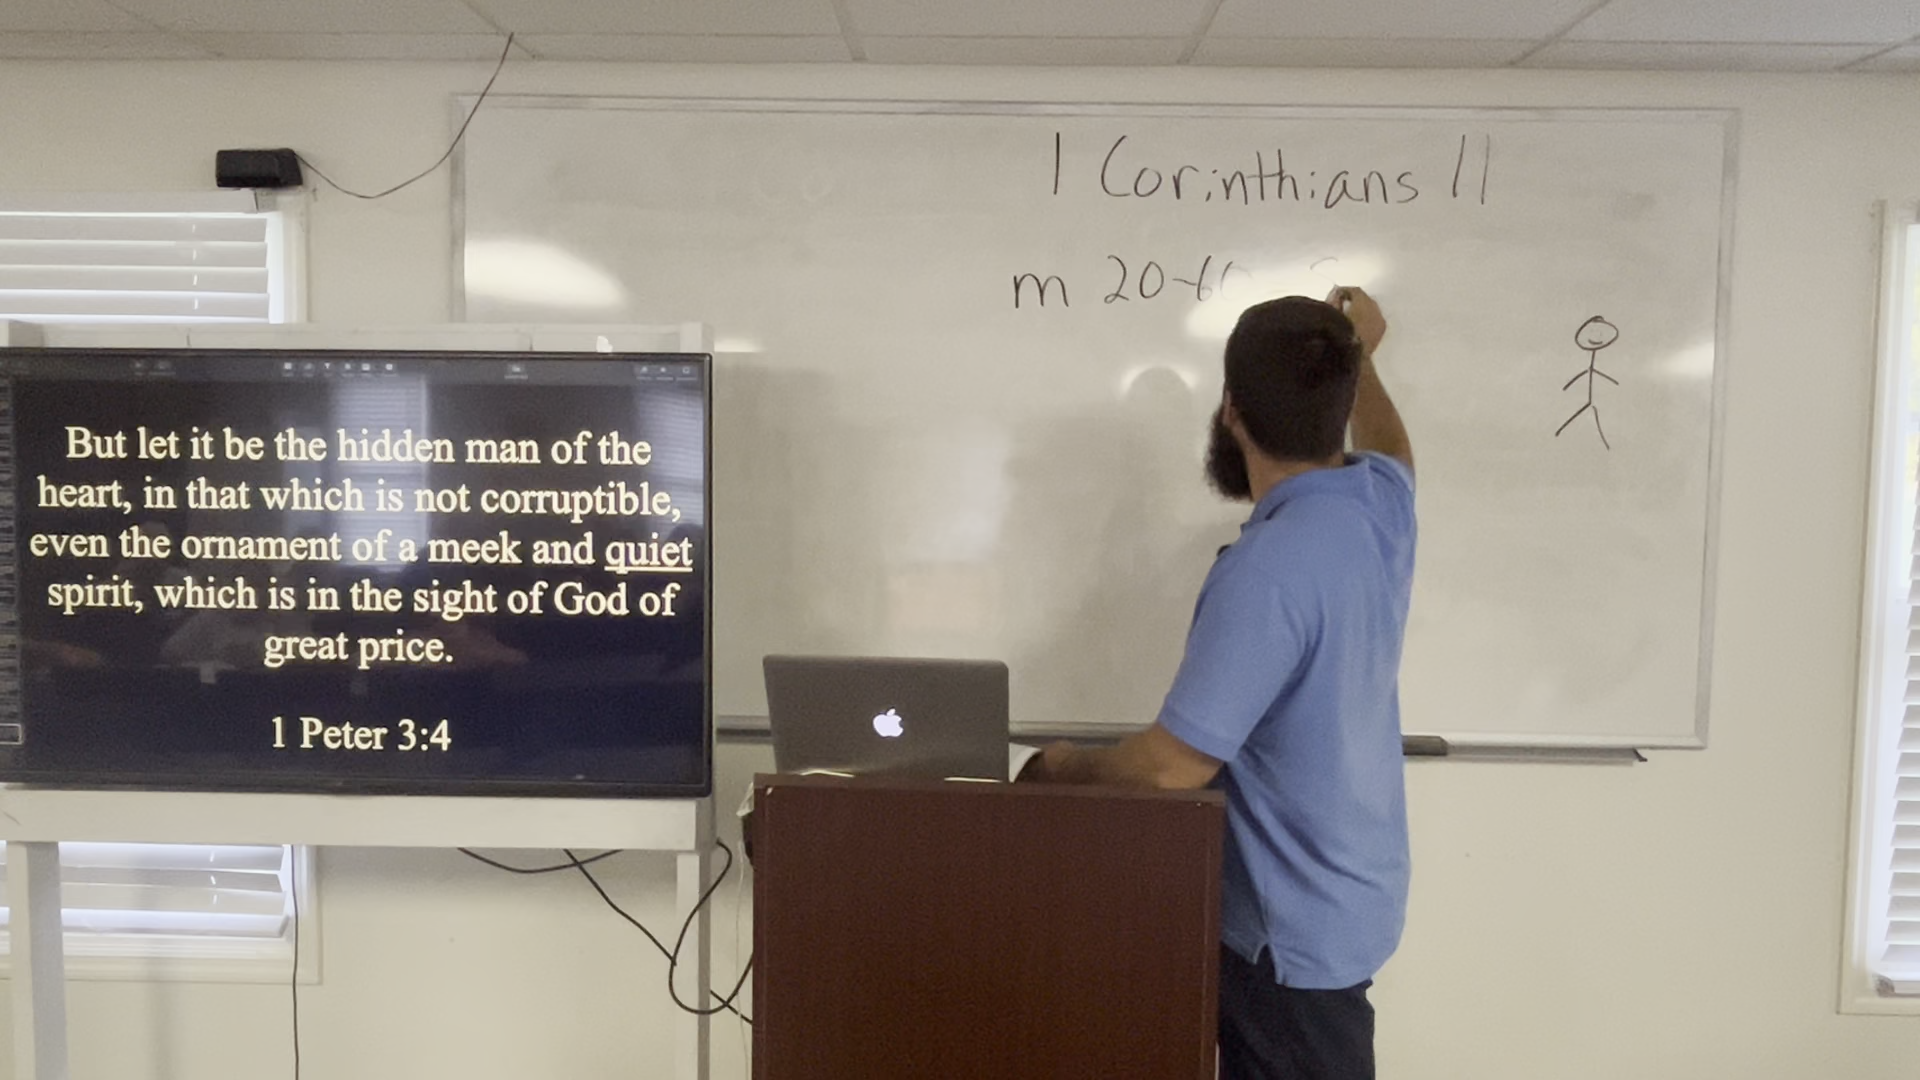 But let it be the hidden man of the
heart, in that which is not corruptible,
even the ornament of a meek and quiet
spirit, which is in the sight of God of
great price.
1 Peter 3:4
1 Corinthians 11
m 20-60